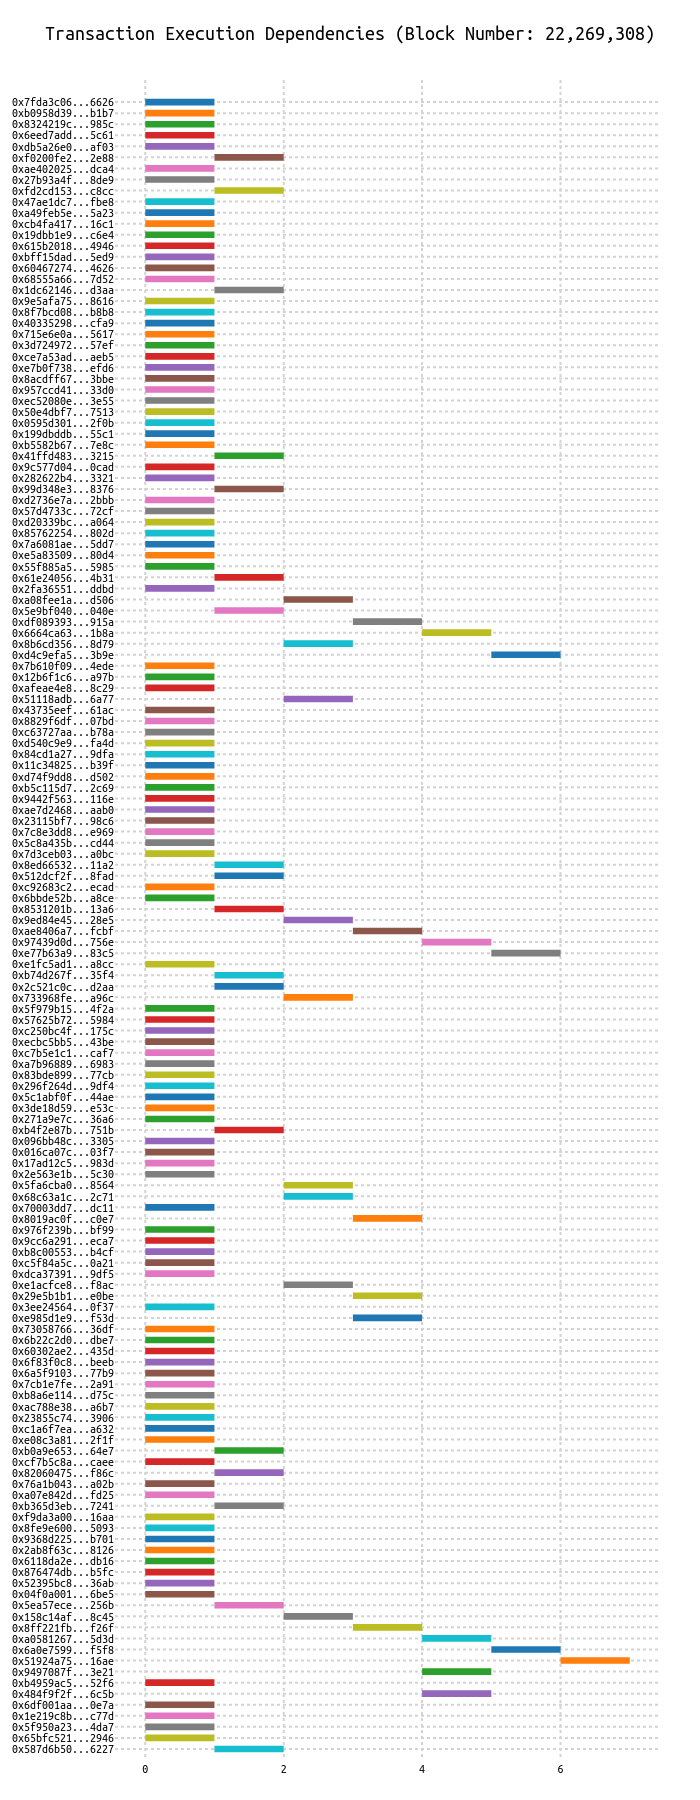 Transaction Execution Dependencies (Block Number: 22,269,308)
0x7fda3c06...6626
0xb0958d39...b1b7
0x8324219c...985c
0x6eed7add...5c61
0xdb5a26e0...af03
0xf0200fe2...2e88
0xae402025...dca4
0x27b93a4f...8de9
0xfd2cd153...c8cc
0x47ae1dc7...fbe8
0xa49feb5e...5a23
0xcb4fa417...16c1
0x19dbb1e9...c6e4
0x615b2018...4946
0xbff15dad...5ed9
0x60467274...4626
0x68555a66...7d52
0x1dc62146...d3aa
0x9e5afa75...8616
0x8f7bcd08...b8b8
0x40335298...cfa9
0x715e6e0a...5617
0x3d724972...57ef
0xce7a53ad...aeb5
0xe7b0f738...efd6
0x8acdff67...3bbe
0x957ccd41...33d0
0xec52080e...3e55
0x50e4dbf7...7513
0x0595d301...2f0b
0x199dbddb...55c1
0xb5582b67...7e8c
0x41ffd483...3215
0x9c577d04...0cad
0x282622b4...3321
0x99d348e3...8376
0xd2736e7a...2bbb
0x57d4733c...72cf
0xd20339bc...a064
0x85762254...802d
0x7a6081ae...5dd7
0xe5a83509...80d4
0x55f885a5...5985
0x61e24056...4b31
0x2fa36551...ddbd
0xa08fee1a...d506
0x5e9bf040...040e
0xdf089393...915a
0x6664ca63...1b8a
0x8b6cd356...8d79
0xd4c9efa5...3b9e
0x7b610f09...4ede
0x12b6f1c6...a97b
0xafeae4e8...8c29
0x51118adb...6a77
0x43735eef...61ac
0x8829f6df...07bd
0xc63727aa...b78a
0xd540c9e9...fa4d
0x84cd1a27...9dfa
0x11c34825...b39f
0xd74f9dd8...d502
0xb5c115d7...2c69
0x9442f563...116e
0xae7d2468...aab0
0x23115bf7...98c6
0x7c8e3dd8...e969
0x5c8a435b...cd44
0x7d3ceb03...a0bc
0x8ed66532...11a2
0x512dcf2f...8fad
0xc92683c2...ecad
0x6bbde52b...a8ce
0x8531201b...13a6
0x9ed84e45...28e5
0xae8406a7...fcbf
0x97439d0d...756e
0xe77b63a9...83c5
0xe1fc5ad1...a8cc
0xb74d267f...35f4
0x2c521c0c...d2aa
0x733968fe...a96c
0x5f979b15...4f2a
0x57625b72...5984
0xc250bc4f...175c
0xecbc5bb5...43be
0xc7b5e1c1...caf7
0xa7b96889...6983
0x83bde899...77cb
0x296f264d...9df4
0x5c1abf0f...44ae
0x3de18d59...e53c
0x271a9e7c...36a6
0xb4f2e87b...751b
0x096bb48c...3305
0x016ca07c...03f7
0x17ad12c5...983d
0x2e563e1b...5c30
0x5fa6cba0...8564
0x68c63a1c...2c71
0x70003dd7...dc11
0x8019ac0f...c0e7
0x976f239b...bf99
0x9cc6a291...eca7
0xb8c00553...b4cf
0xc5f84a5c...0a21
0xdca37391...9df5
0xe1acfce8...f8ac
0x29e5b1b1...e0be
0x3ee24564...0f37
0xe985d1e9...f53d
0x73058766...36df
0x6b22c2d0...dbe7
0x60302ae2...435d
0x6f83f0c8...beeb
0x6a5f9103...77b9
0x7cb1e7fe...2a91
0xb8a6e114...d75c
0xac788e38...a6b7
0x23855c74...3906
0xc1a6f7ea...a632
0xe08c3a81...2f1f
0xb0a9e653...64e7
0xcf7b5c8a...caee
0x82060475...f86c
0x76a1b043...a02b
0xa07e842d...fd25
0xb365d3eb...7241
0xf9da3a00...16aa
0x8fe9e600...5093
0x9368d225...b701
0x2ab8f63c...8126
0x6118da2e...db16
0x876474db...b5fc
0x52395bc8...36ab
0x04f0a001...6be5
0x5ea57ece...256b
0x158c14af...8c45
0x8ff221fb...f26f
0xa0581267...5d3d
0x6a0e7599...f5f8
0x51924a75...16ae
0x9497087f...3e21
0xb4959ac5...52f6
0x484f9f2f...6c5b
0x6df001aa...0e7a
0x1e219c8b...c77d
0x5f950a23...4da7
0x65bfc521...2946
0x587d6b50...6227
0 2 4 6